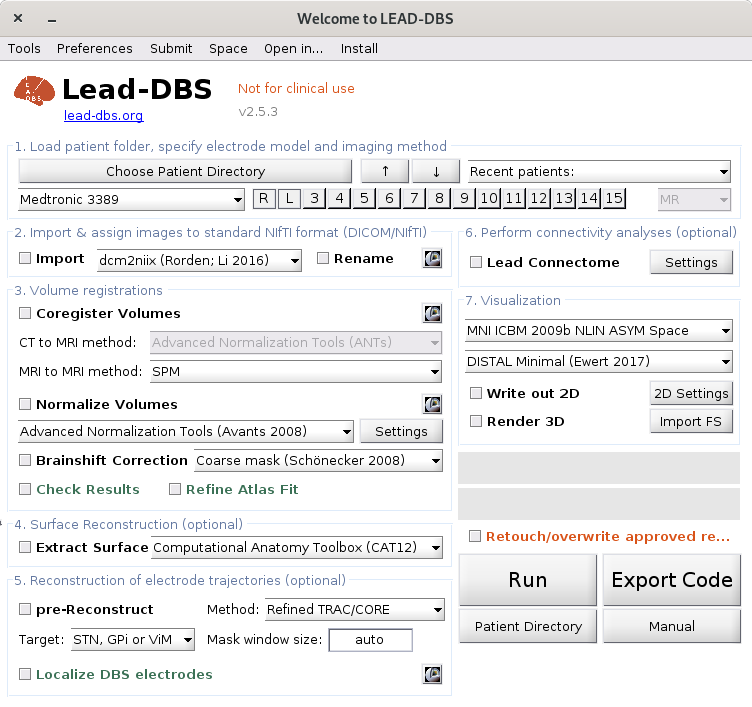 Welcome to LEAD-DBS
Tools Preferences Submit Space Open in... Install
LEAD DBS
Lead-DBS
Not for clinical use
lead-dbs.org
v2.5.3
1. Load patient folder, specify electrode model and imaging method
Choose Patient Directory ↑ ↓ Recent patients:
Medtronic 3389 R L 3 4 5 6 7 8 9 10 11 12 13 14 15 MR
2. Import & assign images to standard NIfTI format (DICOM/NIfTI)
Import dcm2niix (Rorden; Li 2016) Rename
3. Volume registrations
Coregister Volumes
CT to MRI method: Advanced Normalization Tools (ANTs)
MRI to MRI method: SPM
Normalize Volumes
Advanced Normalization Tools (Avants 2008) Settings
Brainshift Correction Coarse mask (Schönecker 2008)
Check Results Refine Atlas Fit
4. Surface Reconstruction (optional)
Extract Surface Computational Anatomy Toolbox (CAT12)
5. Reconstruction of electrode trajectories (optional)
pre-Reconstruct Method: Refined TRAC/CORE
Target: STN, GPi or ViM Mask window size: auto
Localize DBS electrodes
6. Perform connectivity analyses (optional)
Lead Connectome Settings
7. Visualization
MNI ICBM 2009b NLIN ASYM Space
DISTAL Minimal (Ewert 2017)
Write out 2D 2D Settings
Render 3D Import FS
Retouch/overwrite approved re...
Run Export Code
Patient Directory Manual